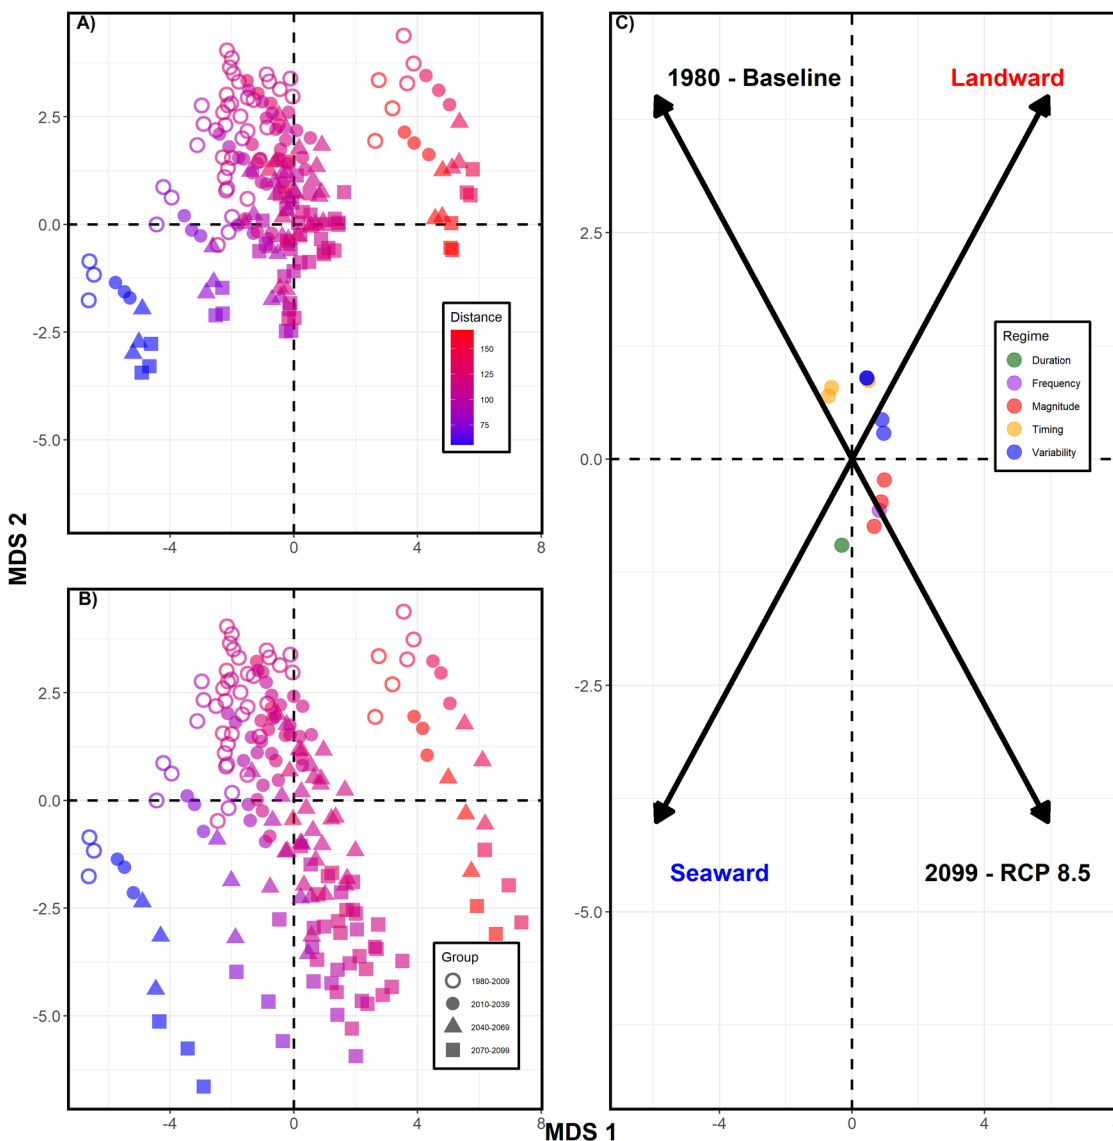 A)
2.5
0.0
-2.5
-5.0
-4
0
4
8
Distance
150
100
75
B)
2.5
0.0
-2.5
-5.0
-4
0
4
8
Group
1980-2009
2010-2039
2040-2069
2070-2099
MDS 2
MDS 1
C)
1980 - Baseline
Landward
2.5
0.0
-2.5
-5.0
-4
0
4
Regime
Duration
Frequency
Magnitude
Timing
Variability
Seaward
2099 - RCP 8.5